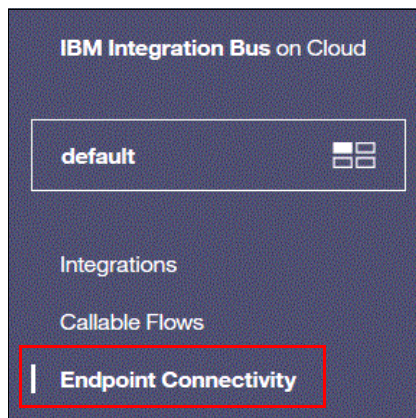 IBM Integration Bus on Cloud
default
Integrations
Callable Flows
Endpoint Connectivity